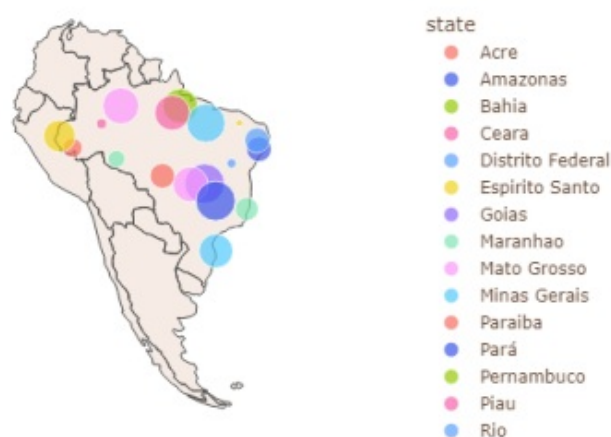 state
Acre
Amazonas
Bahia
Ceara
Distrito Federal
Espirito Santo
Goias
Maranhao
Mato Grosso
Minas Gerais
Paraiba
Pará
Pernambuco
Piau
Rio